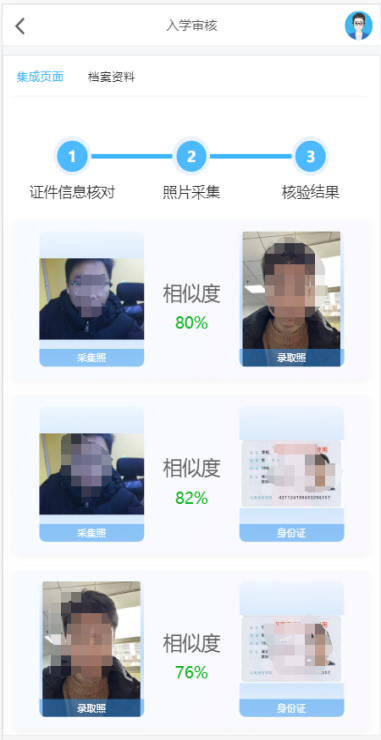 入学审核
集成页面
档案资料
1
2
3
证件信息核对
照片采集
核验结果
相似度
80%
采集照
录取照
相似度
82%
采集照
身份证
相似度
76%
录取照
身份证